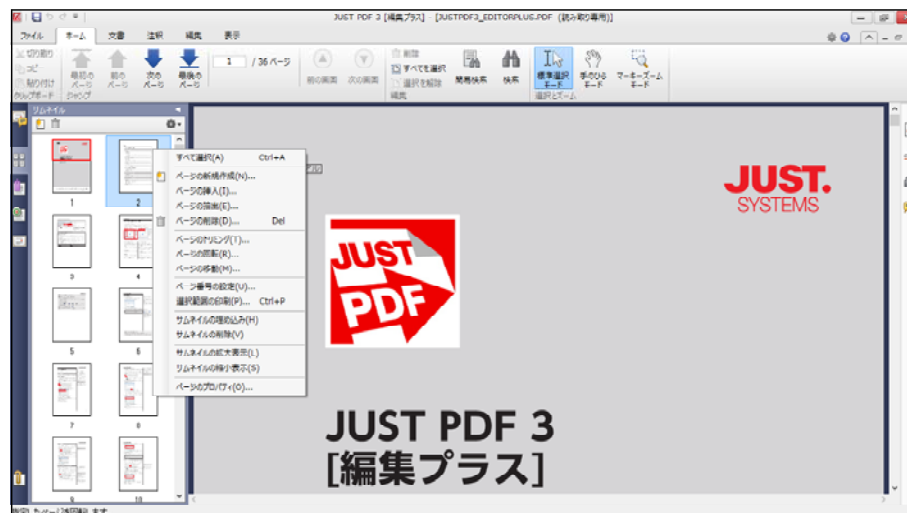 JUST PDF 3 [編集プラス] - [JUSTPDF3_EDITORPLUS.PDF (読み取り専用)]
ファイル ホーム 文書 注釈 編集 表示
切り取り
コピー
貼り付け
クリップボード
最初のページ
前のページ
次のページ
最後のページ
ジャンプ
1 / 36 ページ
前の画面 次の画面
削除
すべてを選択
選択を解除
編集
簡易検索 検索
標準選択モード
手のひらモード
マーキーズームモード
選択とズーム
サムネイル
すべて選択(A) Ctrl+A
ページの新規作成(N)...
ページの挿入(I)...
ページの抽出(E)...
ページの削除(D)... Del
ページのトリミング(T)...
ページの回転(R)...
ページの移動(M)...
ページ番号の設定(U)...
選択範囲の印刷(P)... Ctrl+P
サムネイルの埋め込み(H)
サムネイルの削除(V)
サムネイルの拡大表示(L)
サムネイルの縮小表示(S)
ページのプロパティ(O)...
1 2
3 4
5 6
7 8
9 10
JUST.
SYSTEMS
JUST
PDF
JUST PDF 3
[編集プラス]